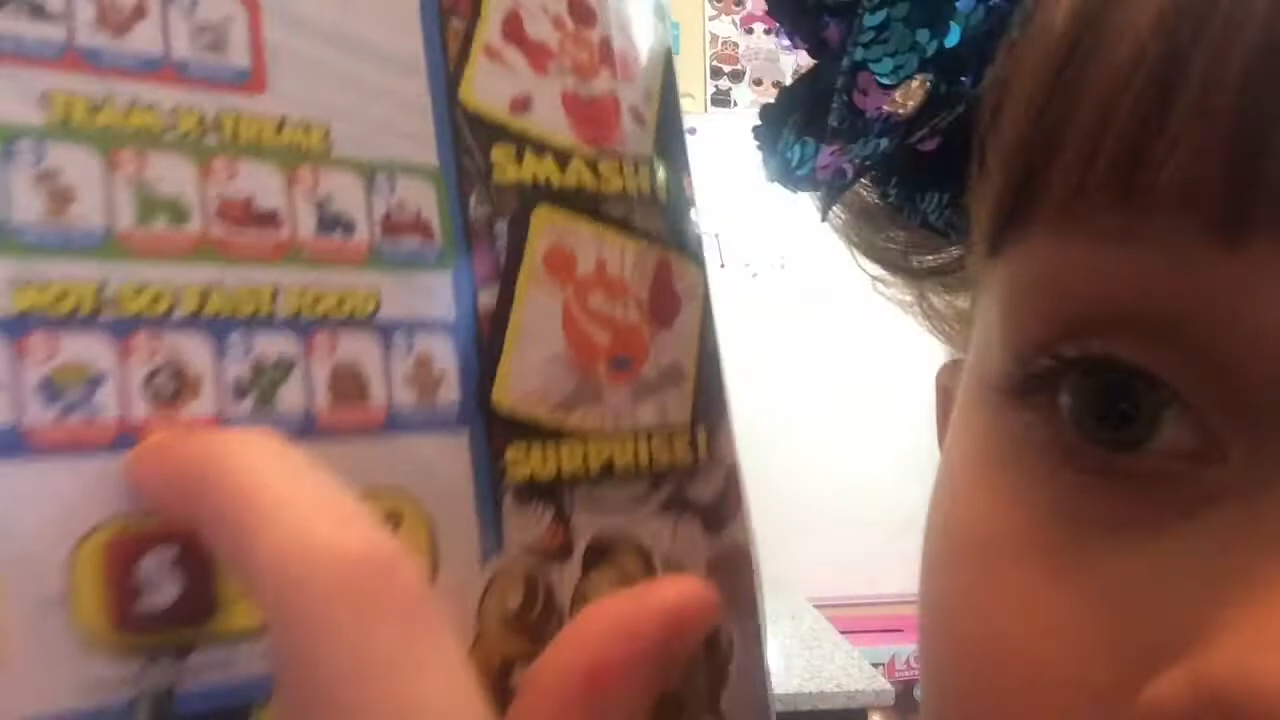 TEAM X-TREME
NOT-SO FAST FOOD
SMASH!
SURPRISE!
S